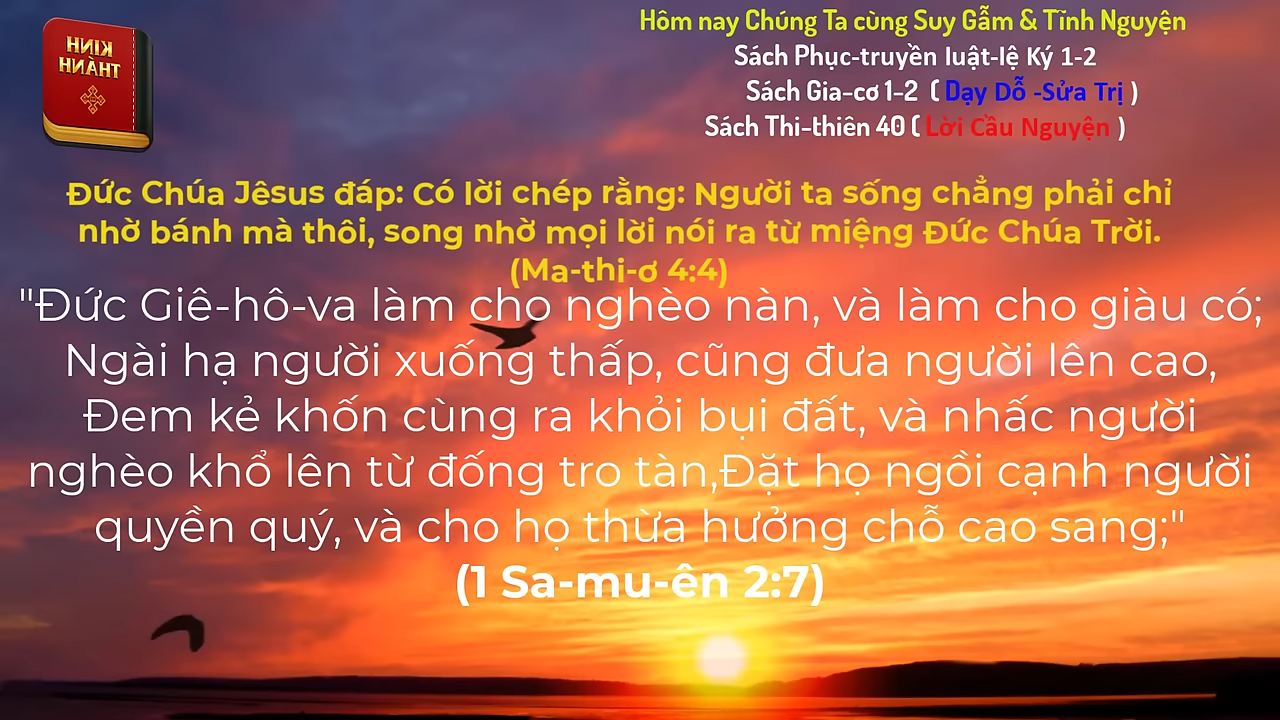 KINH
THÁNH
Hôm nay Chúng Ta cùng Suy Gẫm & Tĩnh Nguyện
Sách Phục-truyền luật-lệ Ký 1-2
Sách Gia-cơ 1-2 ( Dạy Dỗ -Sửa Trị )
Sách Thi-thiên 40 ( Lời Cầu Nguyện )
Đức Chúa Jêsus đáp: Có lời chép rằng: Người ta sống chẳng phải chỉ
nhờ bánh mà thôi, song nhờ mọi lời nói ra từ miệng Đức Chúa Trời.
(Ma-thi-ơ 4:4)
"Đức Giê-hô-va làm cho nghèo nàn, và làm cho giàu có;
Ngài hạ người xuống thấp, cũng đưa người lên cao,
Đem kẻ khốn cùng ra khỏi bụi đất, và nhấc người
nghèo khổ lên từ đống tro tàn,Đặt họ ngồi cạnh người
quyền quý, và cho họ thừa hưởng chỗ cao sang;"
(1 Sa-mu-ên 2:7)